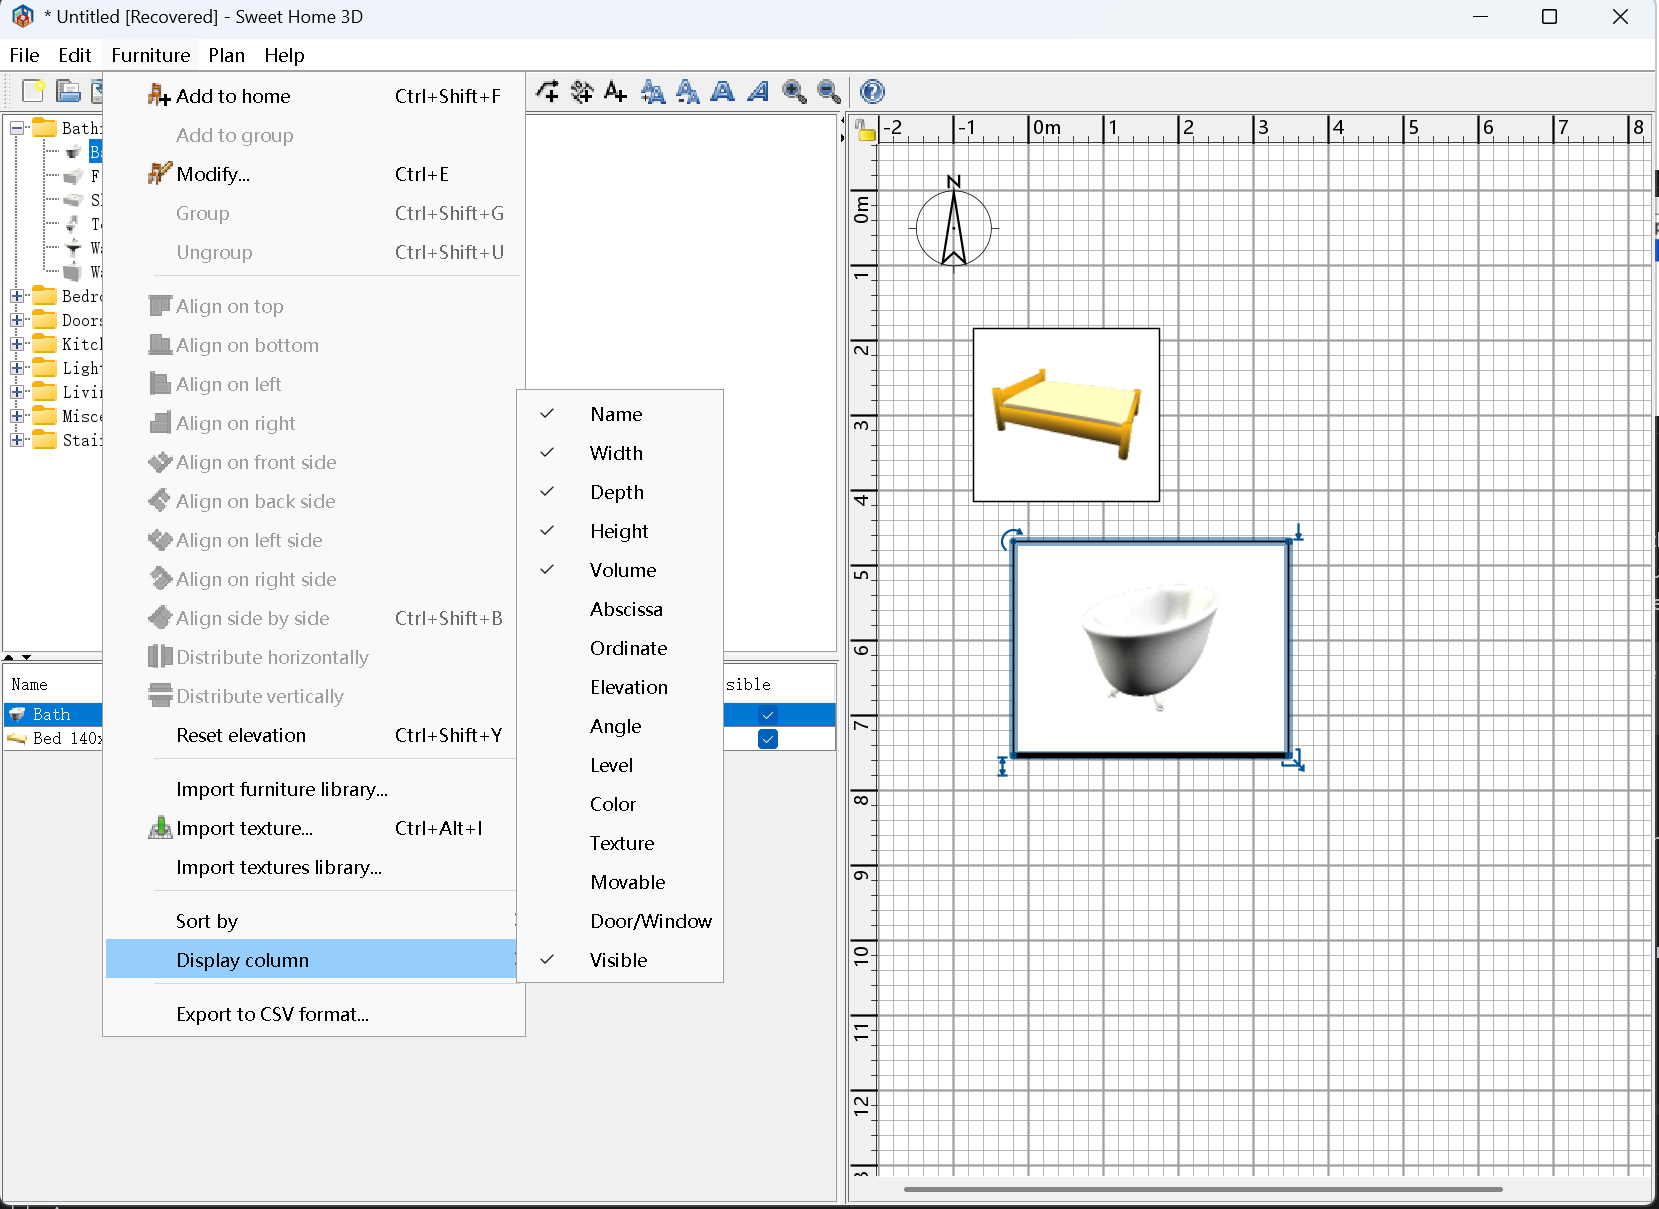 * Untitled [Recovered] - Sweet Home 3D
File Edit Furniture Plan Help
Add to home Ctrl+Shift+F
Add to group
Modify... Ctrl+E
Group Ctrl+Shift+G
Ungroup Ctrl+Shift+U
Align on top
Align on bottom
Align on left
Align on right
Align on front side
Align on back side
Align on left side
Align on right side
Align side by side Ctrl+Shift+B
Distribute horizontally
Distribute vertically
Reset elevation Ctrl+Shift+Y
Import furniture library...
Import texture... Ctrl+Alt+I
Import textures library...
Sort by
Display column
Export to CSV format...
Name
Width
Depth
Height
Volume
Abscissa
Ordinate
Elevation
Angle
Level
Color
Texture
Movable
Door/Window
Visible
Name
sible
Bath
Bed 140
-2 -1 0m 1 2 3 4 5 6 7 8
N
0m
1
2
3
4
5
6
7
8
9
10
11
12